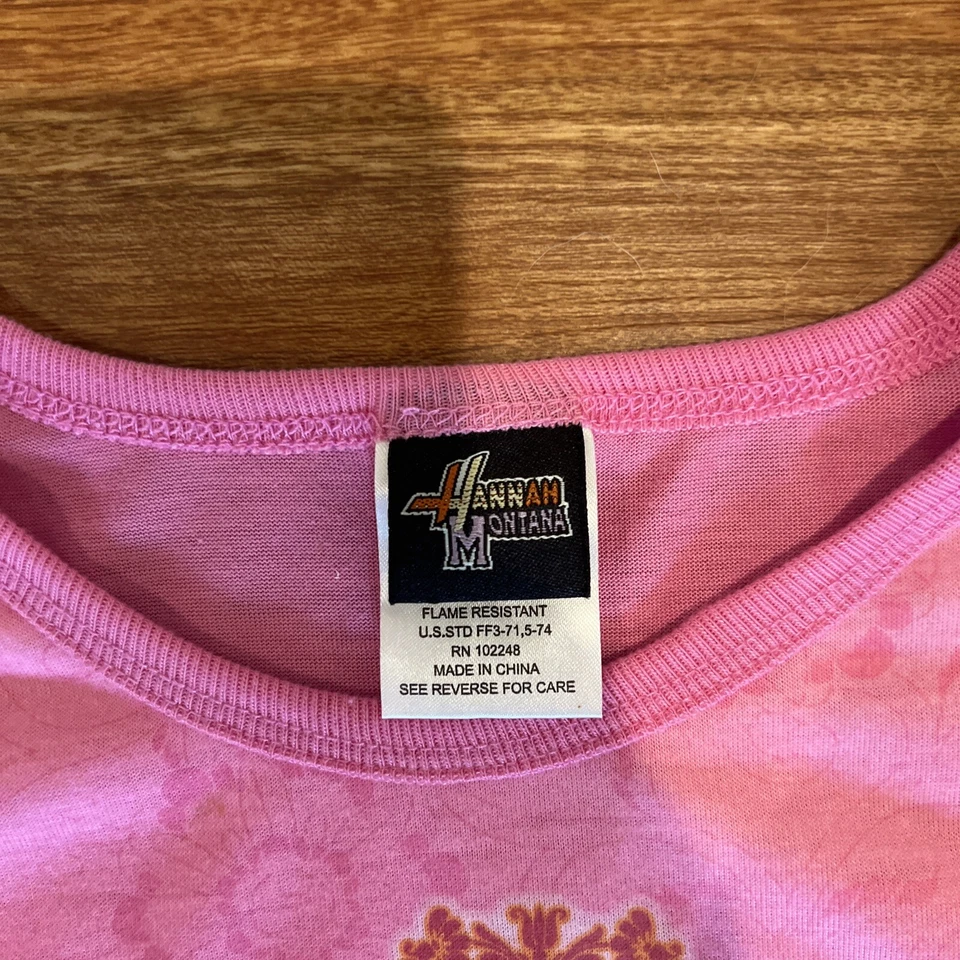 HANNAH
MONTANA
FLAME RESISTANT
U.S.STD FF3-71,5-74
RN 102248
MADE IN CHINA
SEE REVERSE FOR CARE